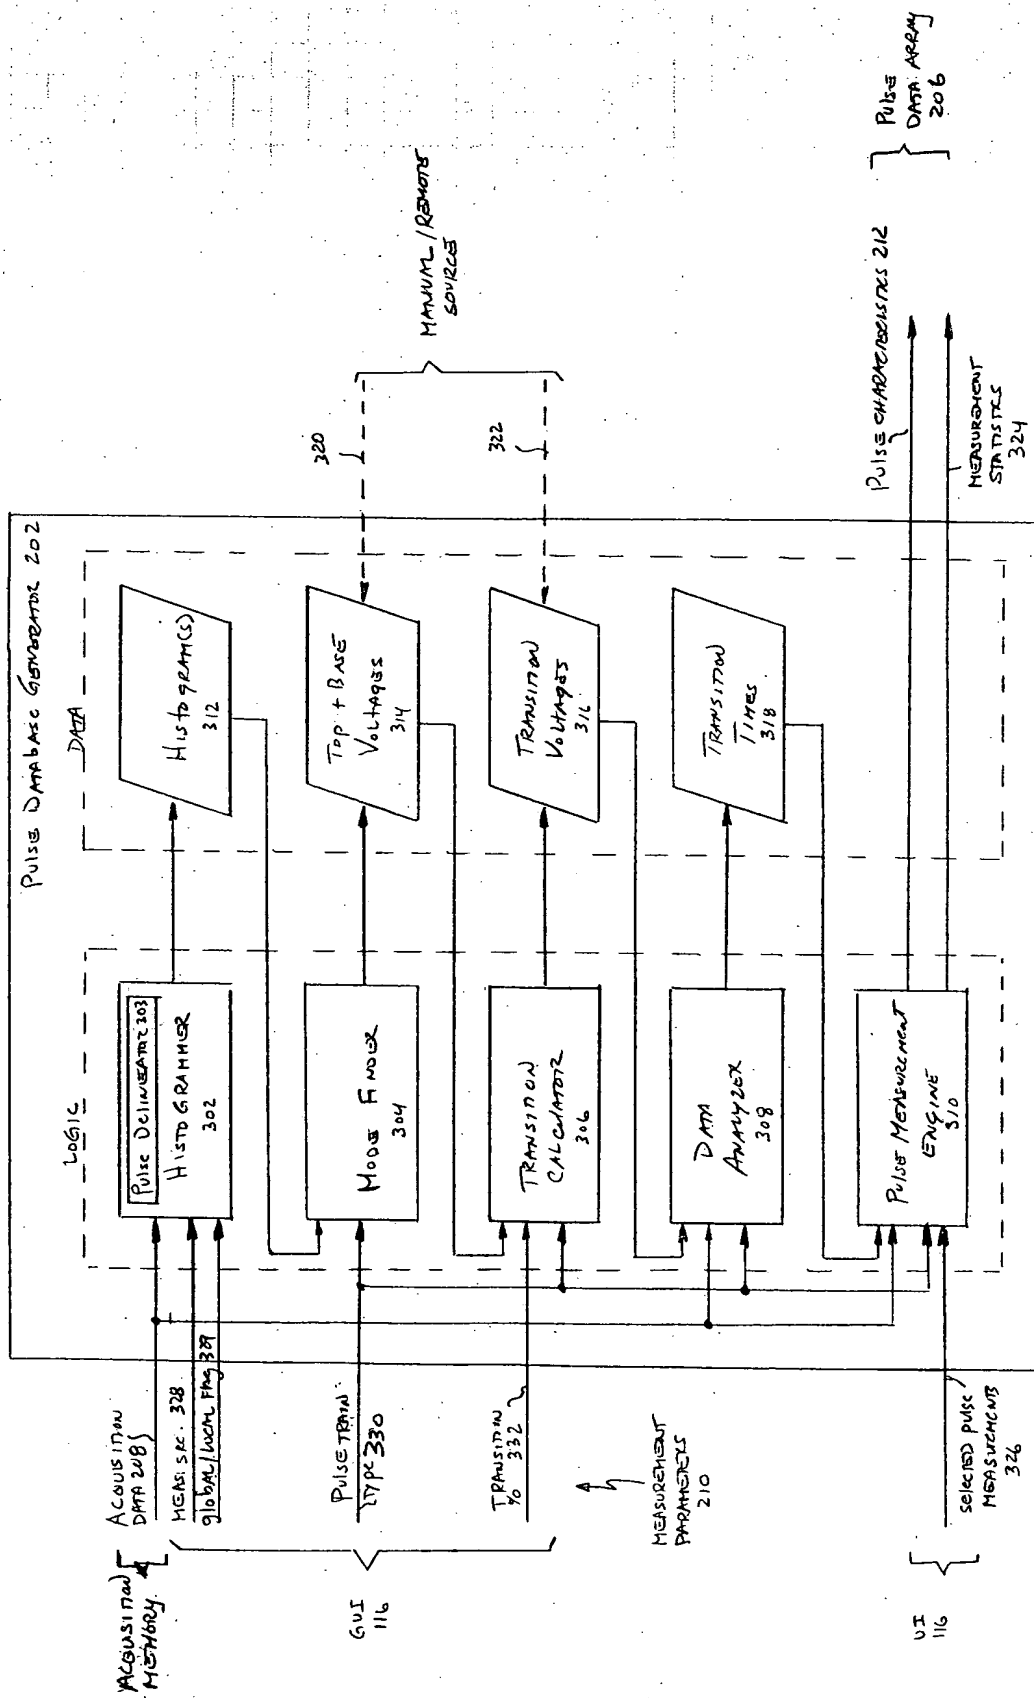 Pulse DATABASE GENERATOR 202
LOGIC
DATA
Pulse DELINEATOR 303
HISTOGRAMMER
302
HISTOGRAM(S)
312
MODE FINDER
304
TOP + BASE
VOLTAGES
314
TRANSITION
CALCULATOR
306
TRANSITION
VOLTAGES
316
DATA
ANALYZER
308
TRANSITION
TIMES
318
PULSE MEASUREMENT
ENGINE
310
ACQUISITION
MEMORY
ACQUISITION
DATA 208
MEAS. SRC. 328
global/LOCAL Flag 329
GUI
116
Pulse TRAIN
TYPE 330
TRANSITION
% 332
MEASUREMENT
PARAMETERS
210
UI
116
selected pulse
MEASUREMENTS
326
320
322
MANUAL/REMOTE
SOURCE
Pulse CHARACTERISTICS 212
MEASUREMENT
STATISTICS
324
Pulse
DATA ARRAY
206